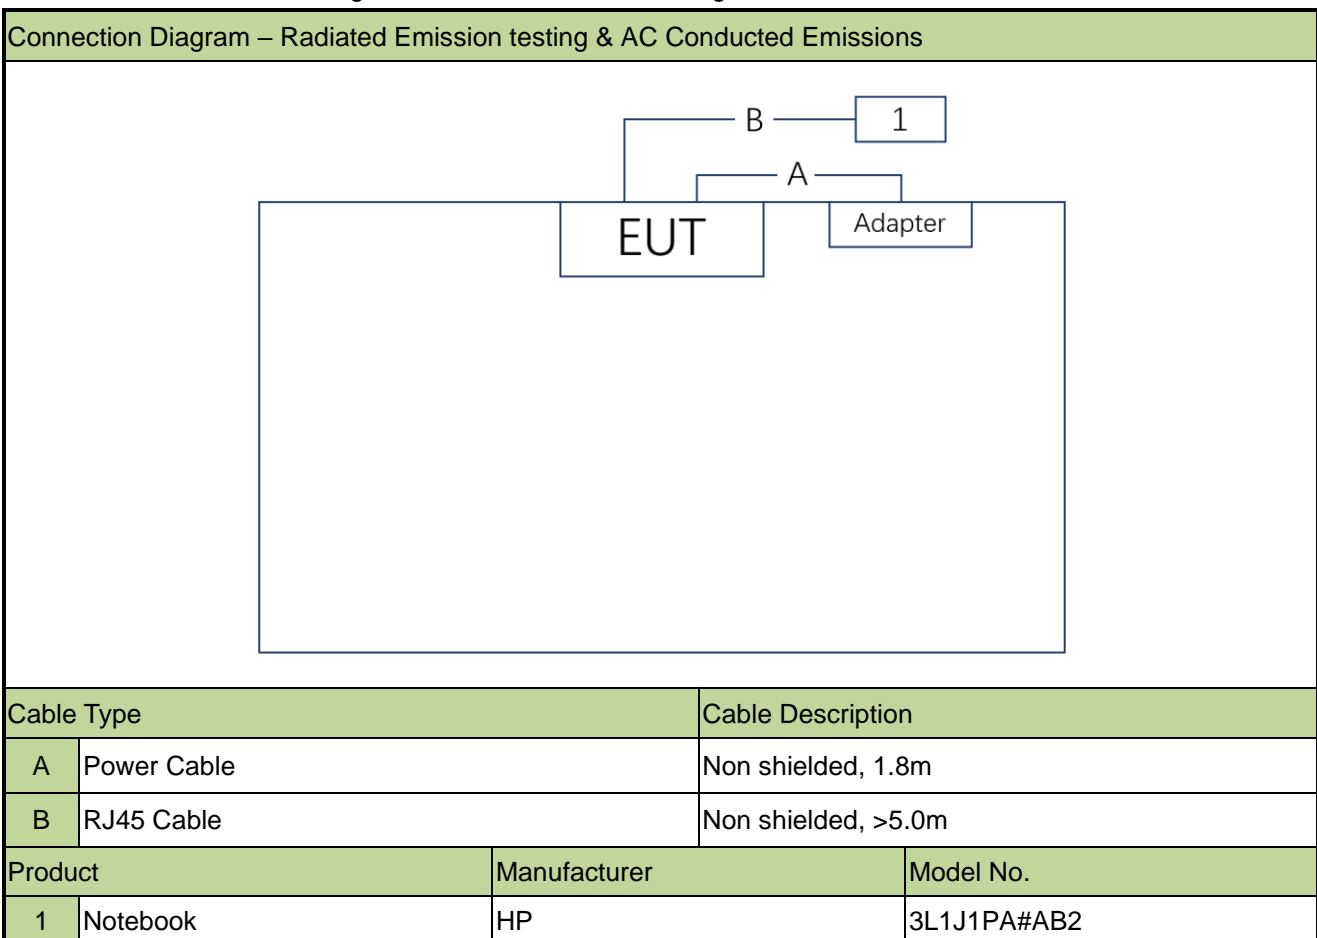 Connection Diagram – Radiated Emission testing & AC Conducted Emissions
B 1
A
EUT Adapter
Cable Type Cable Description
A Power Cable Non shielded, 1.8m
B RJ45 Cable Non shielded, >5.0m
Product Manufacturer Model No.
1 Notebook HP 3L1J1PA#AB2